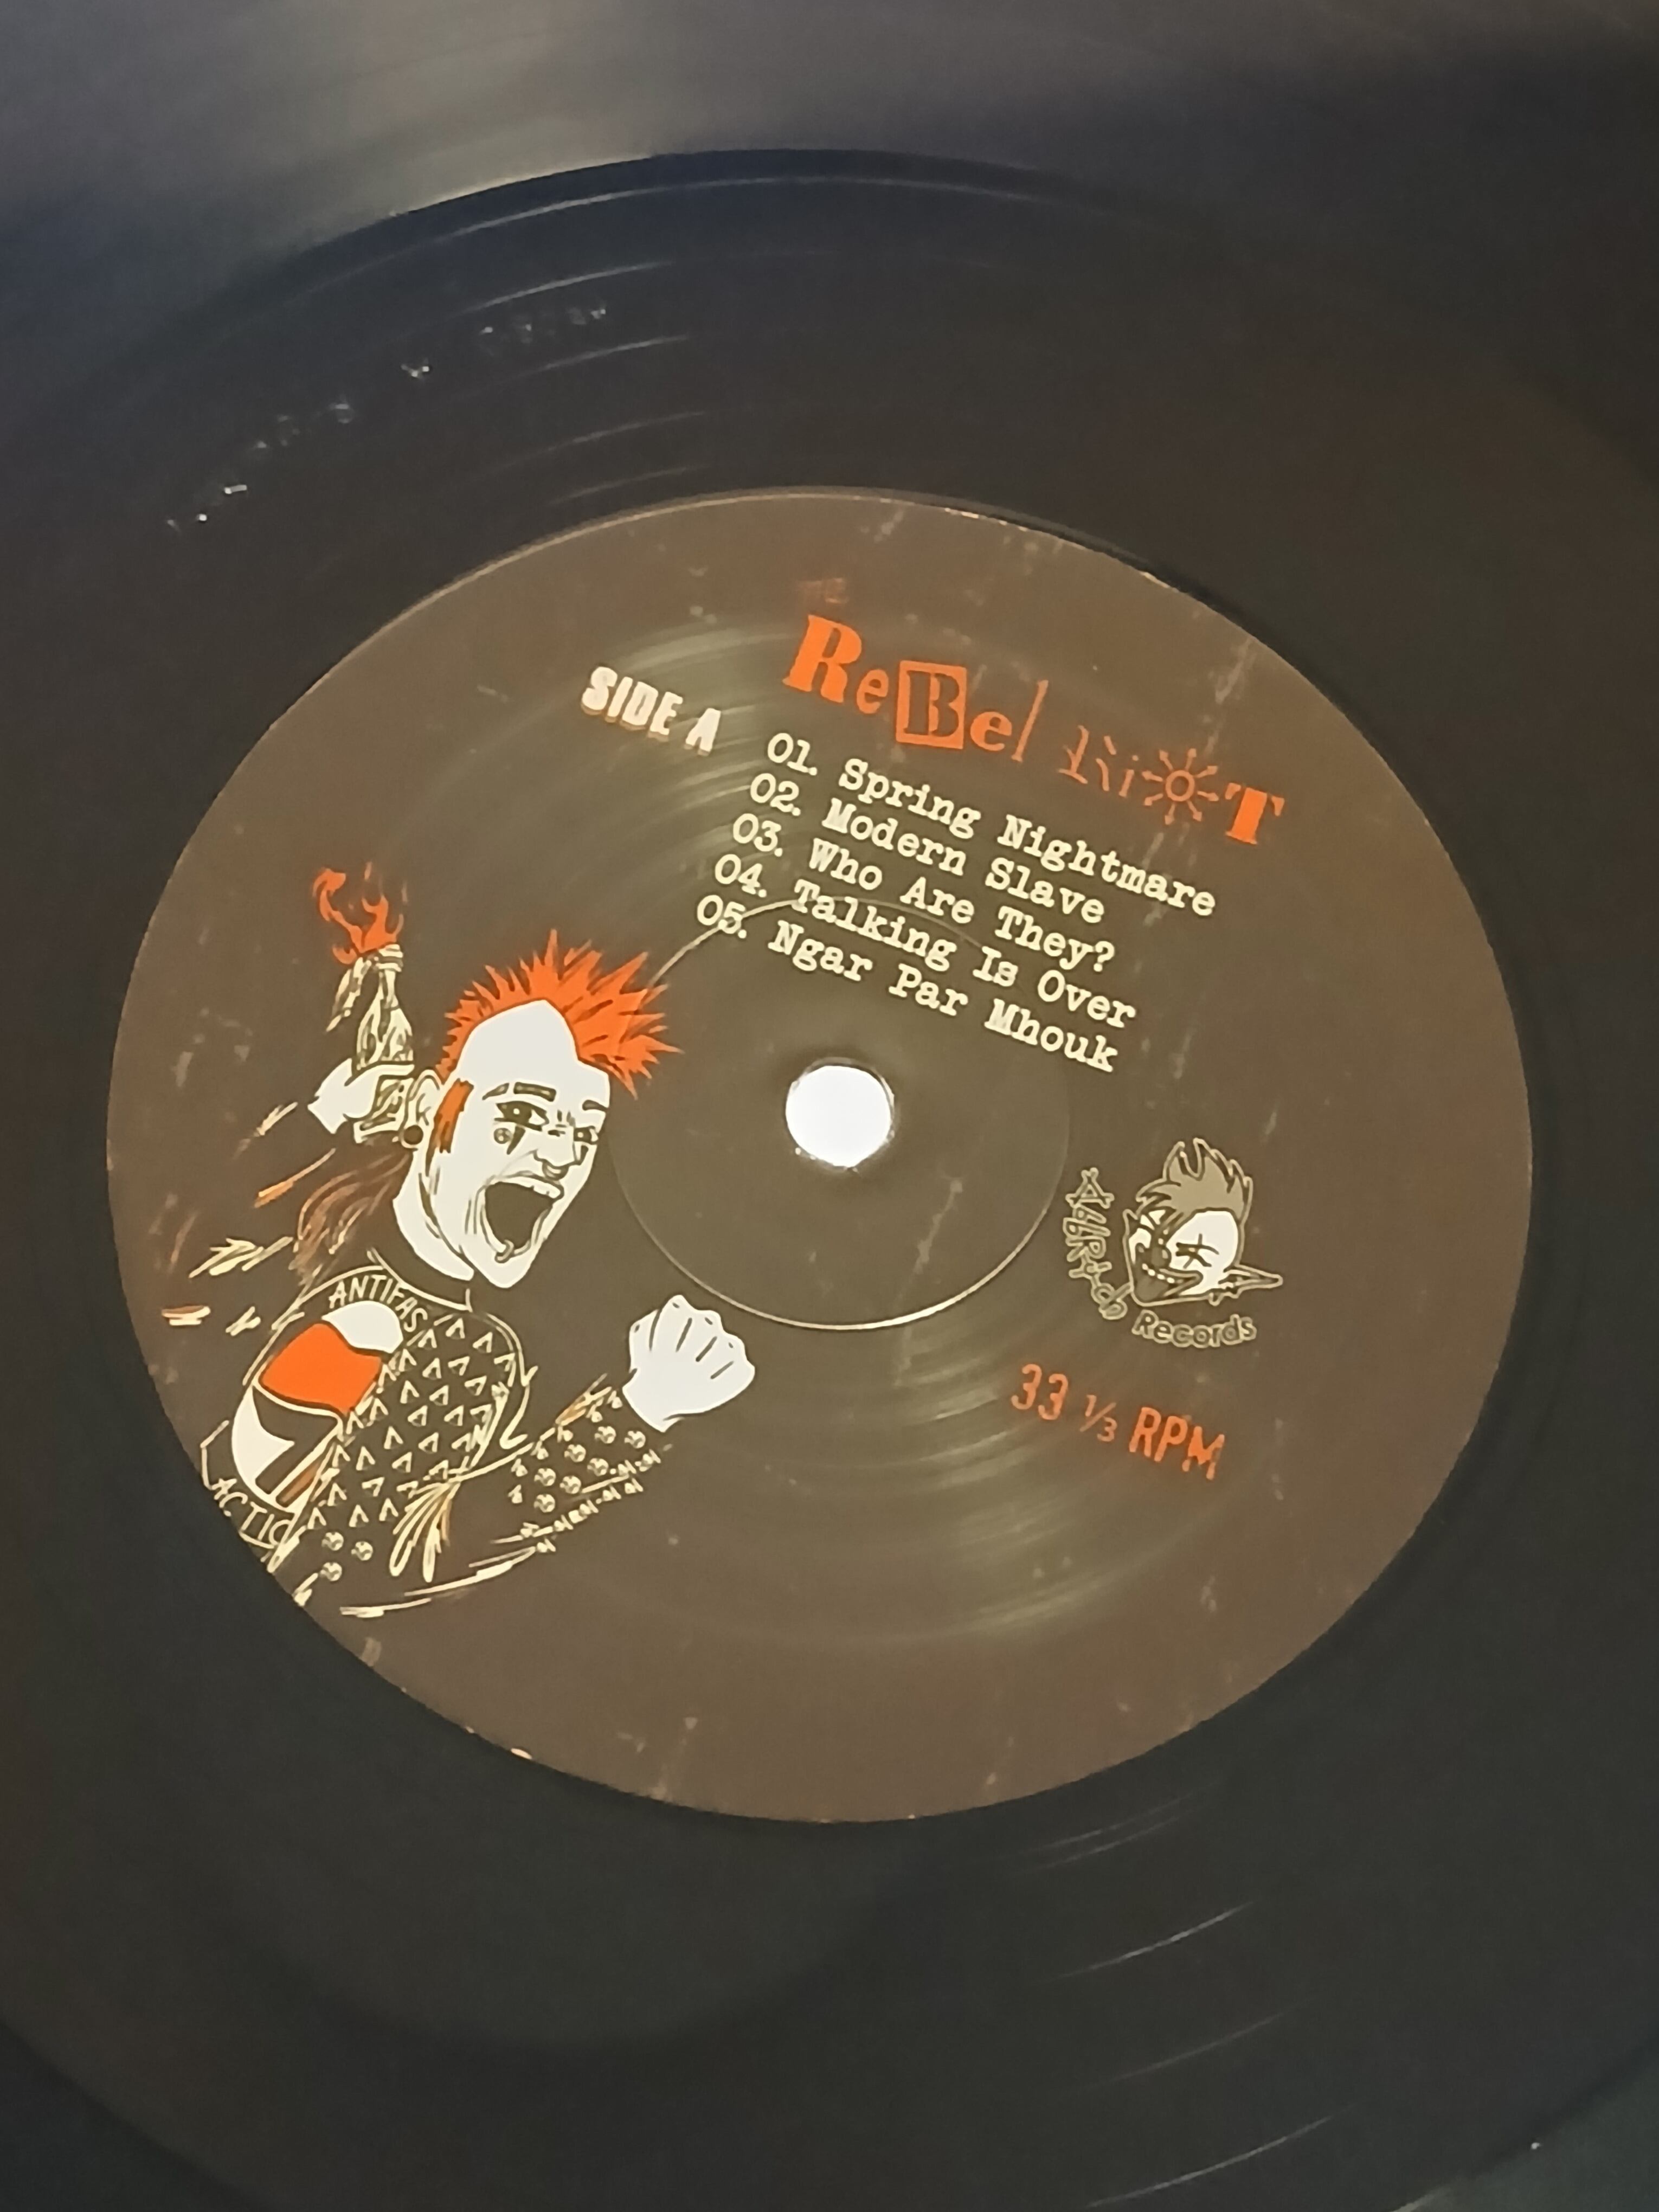 THE
ReBel RiOT
SIDE A
01. Spring Nightmare
02. Modern Slave
03. Who Are They?
04. Talking Is Over
05. Ngar Par Mhouk
ANTIFAS
ACTIO
Records
33 1/3 RPM